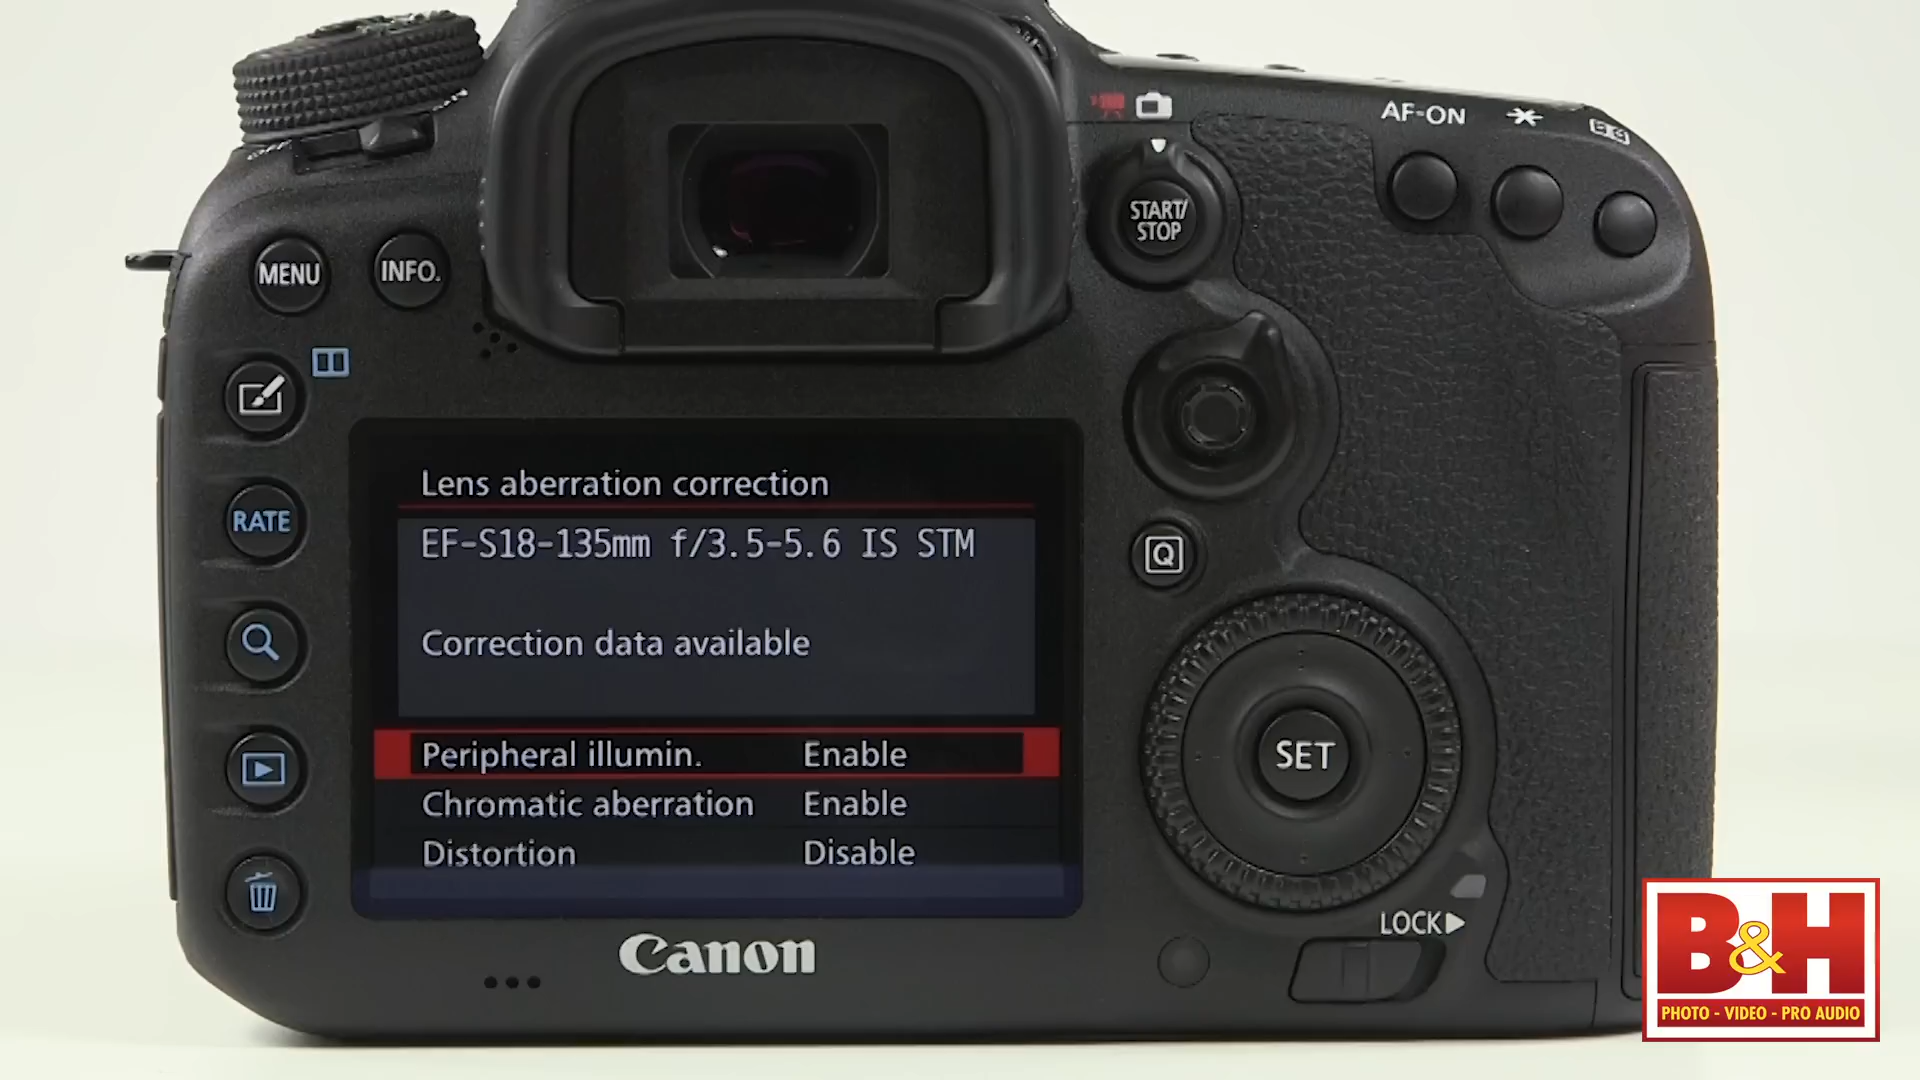 AF-ON
START/
STOP
MENU
INFO.
RATE
Q
SET
LOCK
Lens aberration correction
EF-S18-135mm f/3.5-5.6 IS STM
Correction data available
Peripheral illumin. Enable
Chromatic aberration Enable
Distortion Disable
Canon
B&H
PHOTO - VIDEO - PRO AUDIO